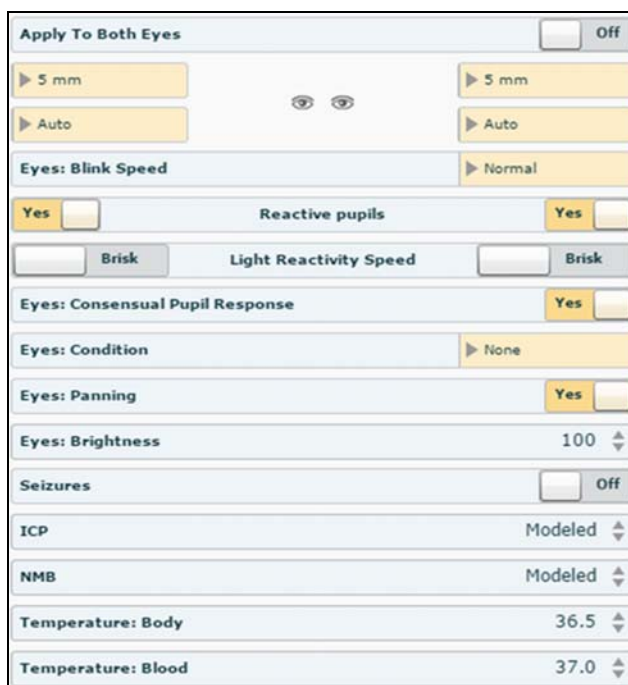 Apply To Both Eyes Off
5 mm 5 mm
Auto Auto
Eyes: Blink Speed Normal
Yes Reactive pupils Yes
Brisk Light Reactivity Speed Brisk
Eyes: Consensual Pupil Response Yes
Eyes: Condition None
Eyes: Panning Yes
Eyes: Brightness 100
Seizures Off
ICP Modeled
NMB Modeled
Temperature: Body 36.5
Temperature: Blood 37.0